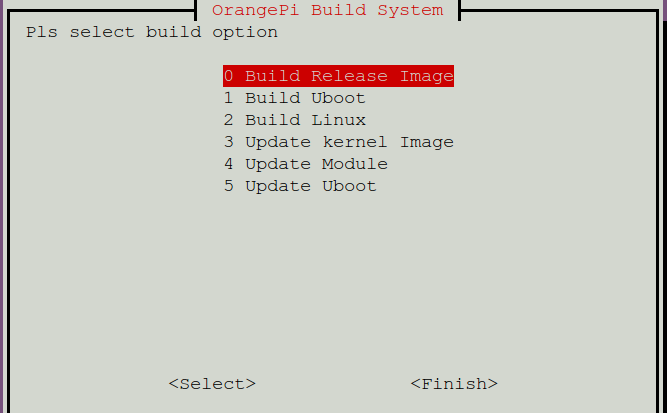 OrangePi Build System
Pls select build option
0 Build Release Image
1 Build Uboot
2 Build Linux
3 Update kernel Image
4 Update Module
5 Update Uboot
<Select> <Finish>